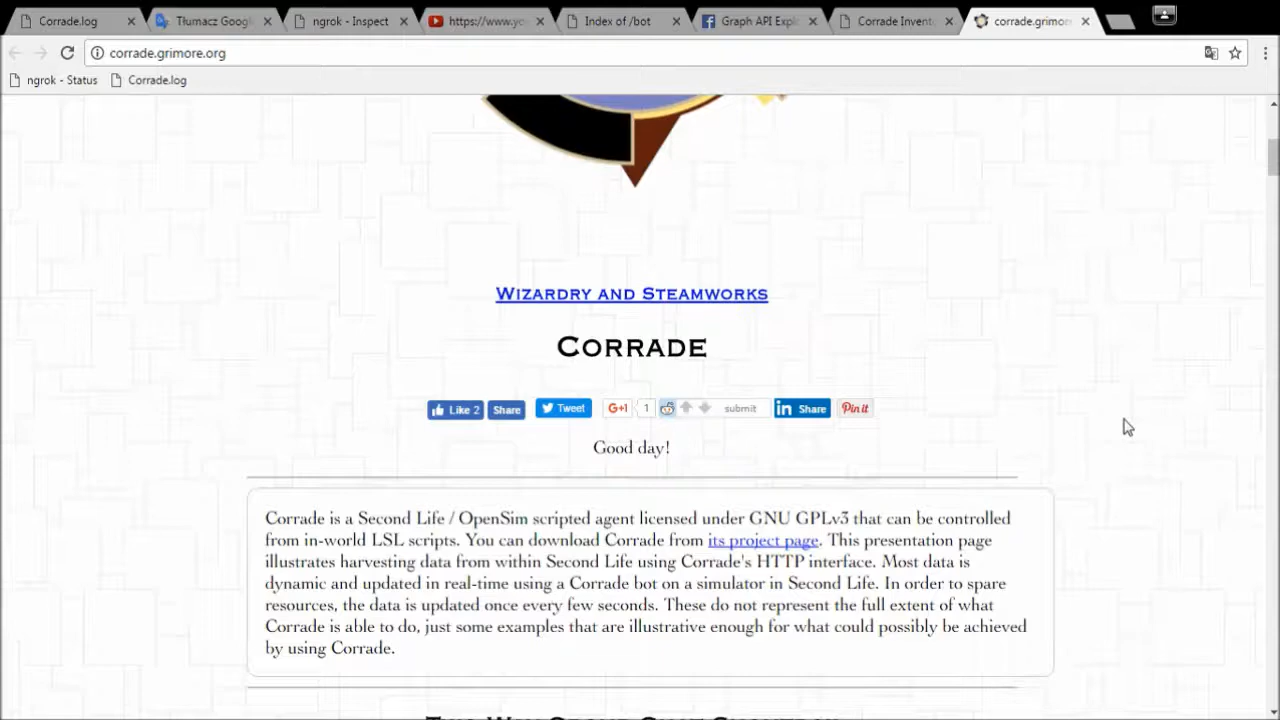 Corrade.log
Tłumacz Googl
ngrok - Inspect
https://www.yo
Index of /bot
Graph API Expl
Corrade Invent
corrade.grimore
corrade.grimore.org
ngrok - Status
Corrade.log
Wizardry and Steamworks
Corrade
Like 2
Share
Tweet
G+1
1
submit
in Share
Pin it
Good day!
Corrade is a Second Life / OpenSim scripted agent licensed under GNU GPLv3 that can be controlled
from in-world LSL scripts. You can download Corrade from its project page. This presentation page
illustrates harvesting data from within Second Life using Corrade's HTTP interface. Most data is
dynamic and updated in real-time using a Corrade bot on a simulator in Second Life. In order to spare
resources, the data is updated once every few seconds. These do not represent the full extent of what
Corrade is able to do, just some examples that are illustrative enough for what could possibly be achieved
by using Corrade.